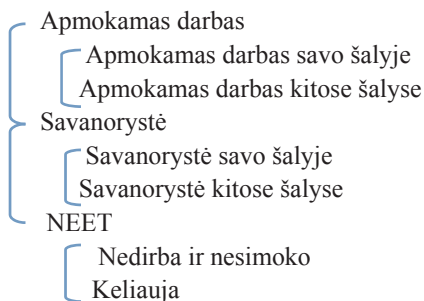 Apmokamas darbas
Apmokamas darbas savo šalyje
Apmokamas darbas kitose šalyse
Savanorystė
Savanorystė savo šalyje
Savanorystė kitose šalyse
NEET
Nedirba ir nesimoko
Keliauja